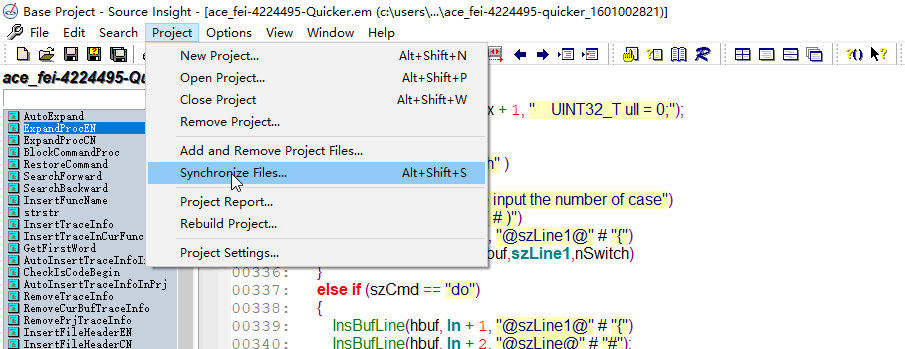 Base Project - Source Insight - [ace_fei-4224495-Quicker.em (c:\users\...\ace_fei-4224495-quicker_1601002821)]
File Edit Search Project Options View Window Help
ace_fei-4224495-Qu
New Project... Alt+Shift+N
Open Project... Alt+Shift+P
Close Project Alt+Shift+W
Remove Project...
Add and Remove Project Files...
Synchronize Files... Alt+Shift+S
Project Report...
Rebuild Project...
Project Settings...
AutoExpand
ExpandProcEN
ExpandProcCN
BlockCommandProc
RestoreCommand
SearchForward
SearchBackward
InsertFuncName
strstr
InsertTraceInfo
InsertTraceInCurFunc
GetFirstWord
AutoInsertTraceInfoIn
CheckIsCodeBegin
AutoInsertTraceInfoInPrj
RemoveTraceInfo
RemoveCurBufTraceInfo
RemovePrjTraceInfo
InsertFileHeaderEN
InsertFileHeaderCN
x + 1, "    UINT32_T ull = 0;");
h" )
input the number of case")
# )")
, "@szLine1@" # "{")
ouf,szLine1,nSwitch)
00336: }
00337: else if (szCmd == "do")
00338: {
00339: InsBufLine(hbuf, ln + 1, "@szLine1@" # "{")
00340: InsBufLine(hbuf, ln + 2, "@szLine@" # "#");